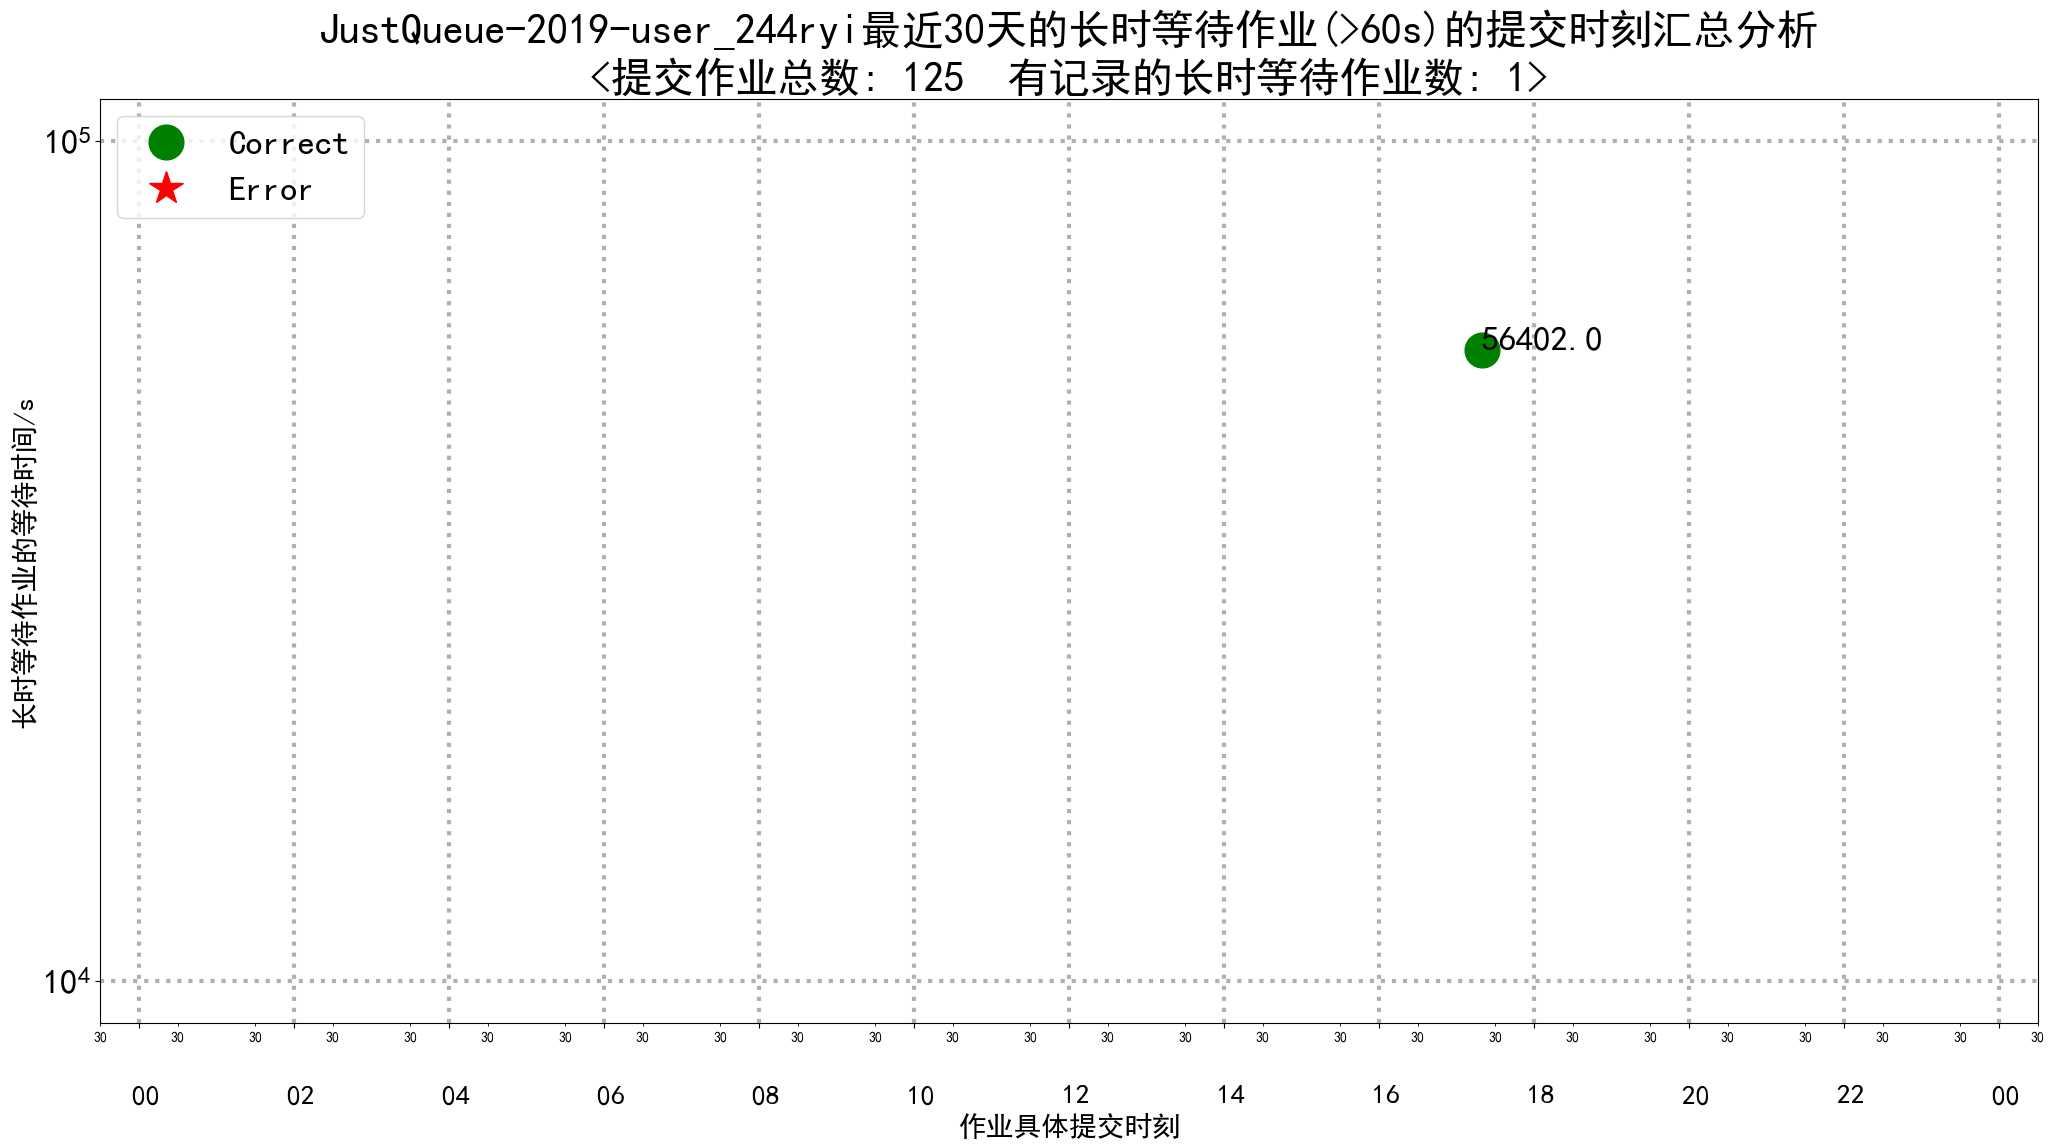 JustQueue-2019-user_244ryi最近30天的长时等待作业(>60s)的提交时刻汇总分析
<提交作业总数: 125  有记录的长时等待作业数: 1>
10⁵
Correct
Error
56402.0
长时等待作业的等待时间/s
10⁴
30 30 30 30 30 30 30 30 30 30 30 30 30 30 30 30 30 30 30 30 30 30 30 30 30 30
00 02 04 06 08 10 12 14 16 18 20 22 00
作业具体提交时刻